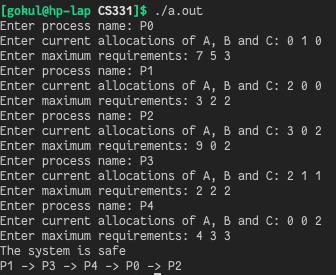 [gokul@hp-lap CS331]$ ./a.out
Enter process name: P0
Enter current allocations of A, B and C: 0 1 0
Enter maximum requirements: 7 5 3
Enter process name: P1
Enter current allocations of A, B and C: 2 0 0
Enter maximum requirements: 3 2 2
Enter process name: P2
Enter current allocations of A, B and C: 3 0 2
Enter maximum requirements: 9 0 2
Enter process name: P3
Enter current allocations of A, B and C: 2 1 1
Enter maximum requirements: 2 2 2
Enter process name: P4
Enter current allocations of A, B and C: 0 0 2
Enter maximum requirements: 4 3 3
The system is safe
P1 -> P3 -> P4 -> P0 -> P2